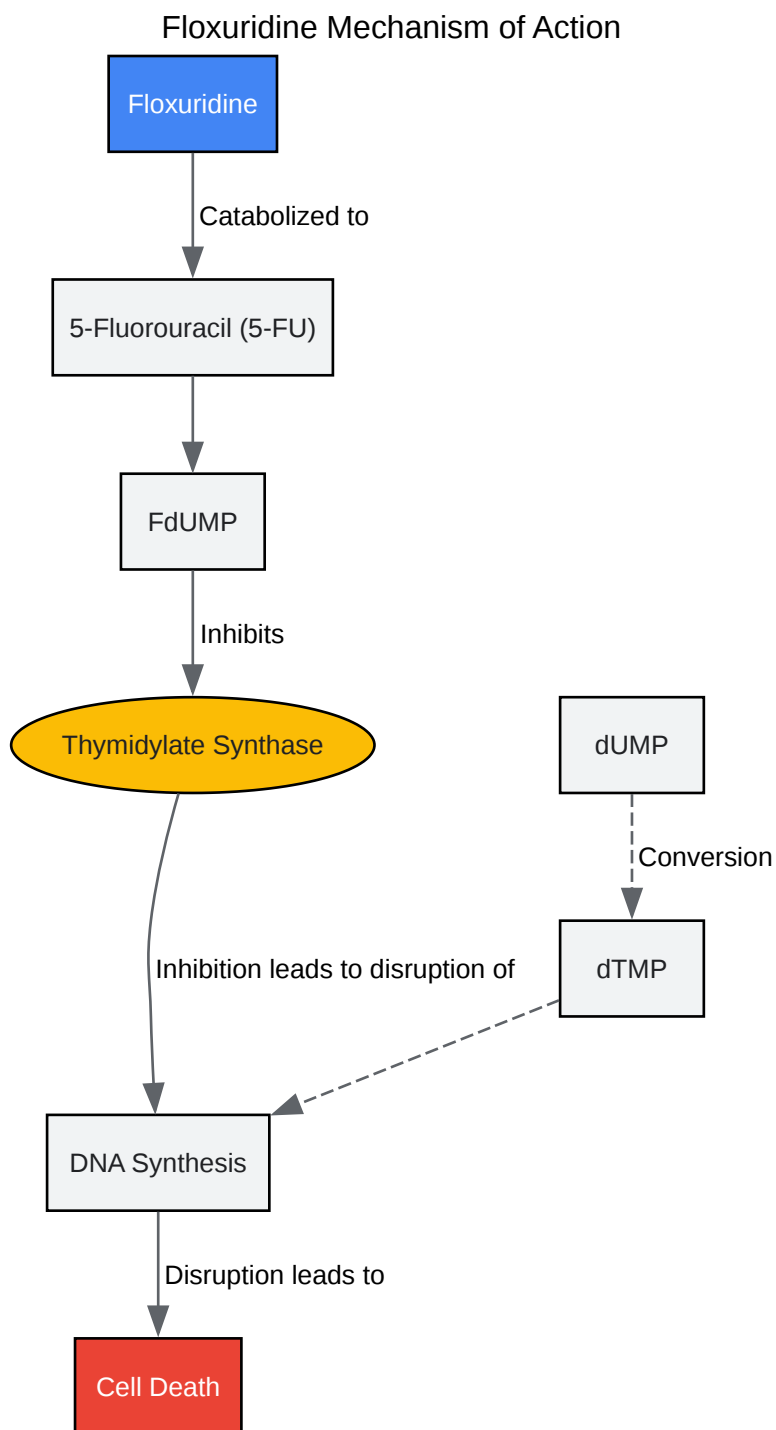 Floxuridine Mechanism of Action
Floxuridine
Catabolized to
5-Fluorouracil (5-FU)
FdUMP
Inhibits
Thymidylate Synthase
dUMP
Conversion
Inhibition leads to disruption of
dTMP
DNA Synthesis
Disruption leads to
Cell Death